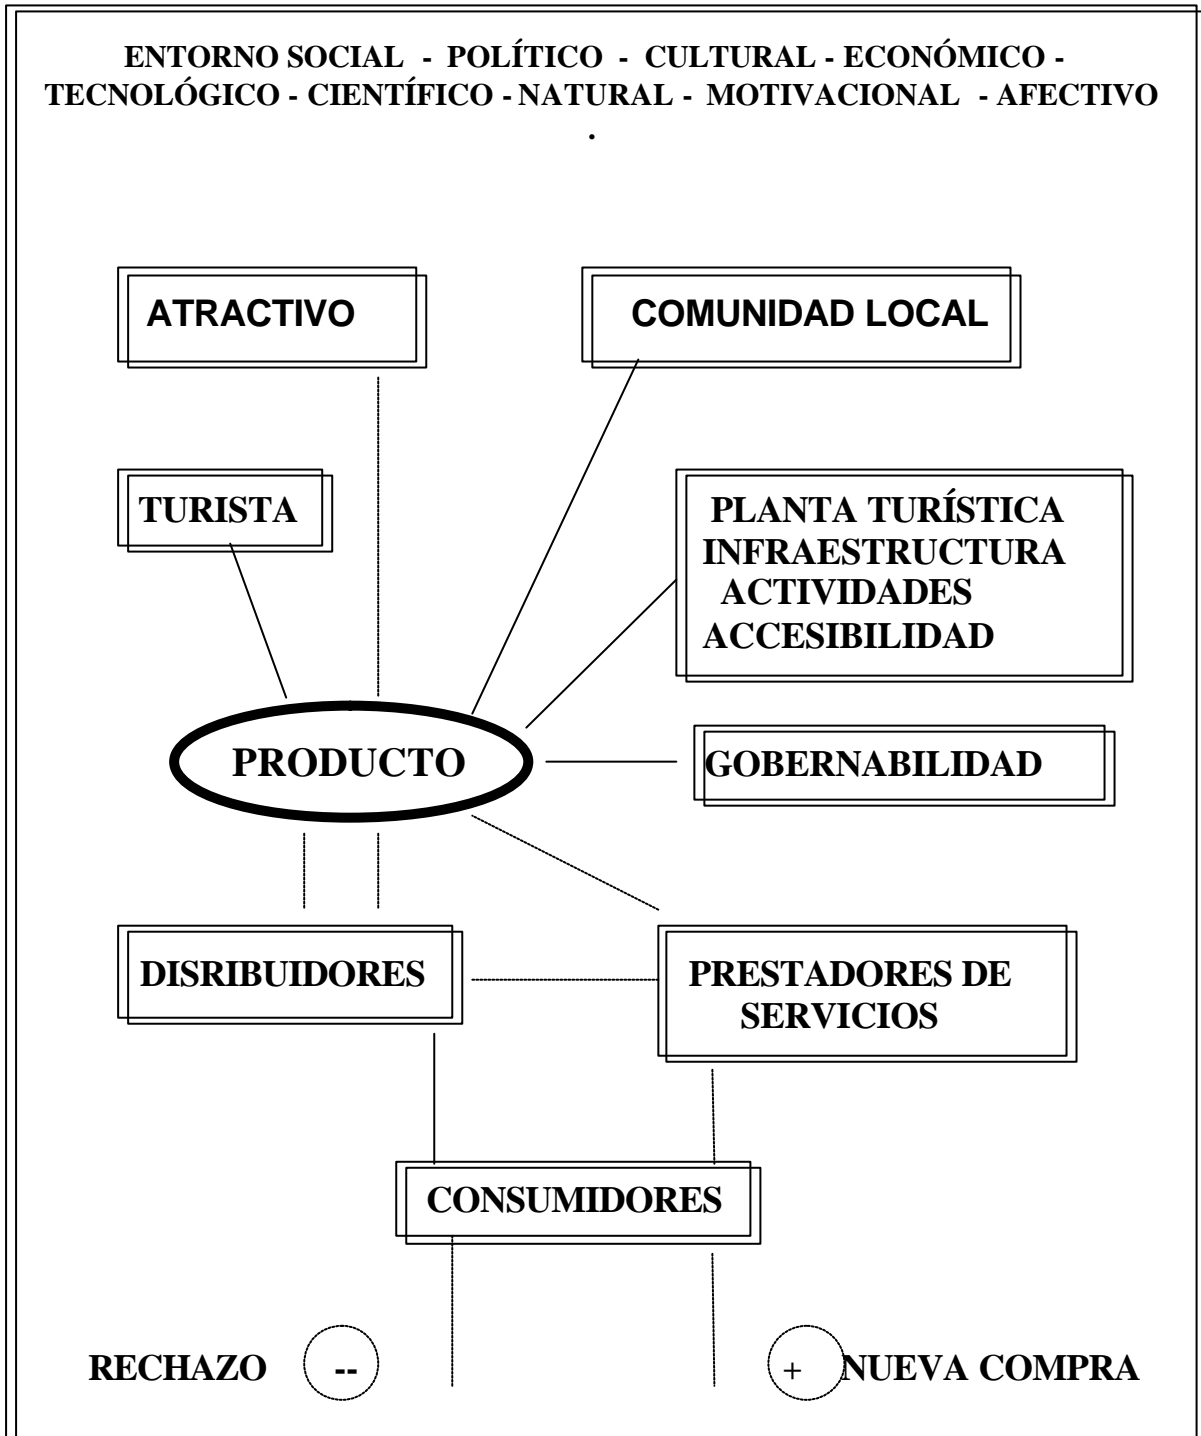 ENTORNO SOCIAL - POLÍTICO - CULTURAL - ECONÓMICO -
TECNOLÓGICO - CIENTÍFICO - NATURAL - MOTIVACIONAL - AFECTIVO
.
ATRACTIVO
COMUNIDAD LOCAL
TURISTA
PLANTA TURÍSTICA
INFRAESTRUCTURA
ACTIVIDADES
ACCESIBILIDAD
PRODUCTO
GOBERNABILIDAD
DISRIBUIDORES
PRESTADORES DE
SERVICIOS
CONSUMIDORES
RECHAZO --
+ NUEVA COMPRA